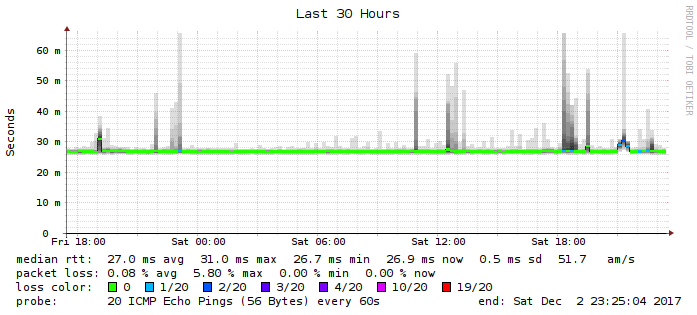 Last 30 Hours
RRDTOOL / TOBI OETIKER
Seconds
60 m
50 m
40 m
30 m
20 m
10 m
0
Fri 18:00 Sat 00:00 Sat 06:00 Sat 12:00 Sat 18:00
median rtt: 27.0 ms avg 31.0 ms max 26.7 ms min 26.9 ms now 0.5 ms sd 51.7 am/s
packet loss: 0.08 % avg 5.80 % max 0.00 % min 0.00 % now
loss color: 0 1/20 2/20 3/20 4/20 10/20 19/20
probe: 20 ICMP Echo Pings (56 Bytes) every 60s end: Sat Dec 2 23:25:04 2017